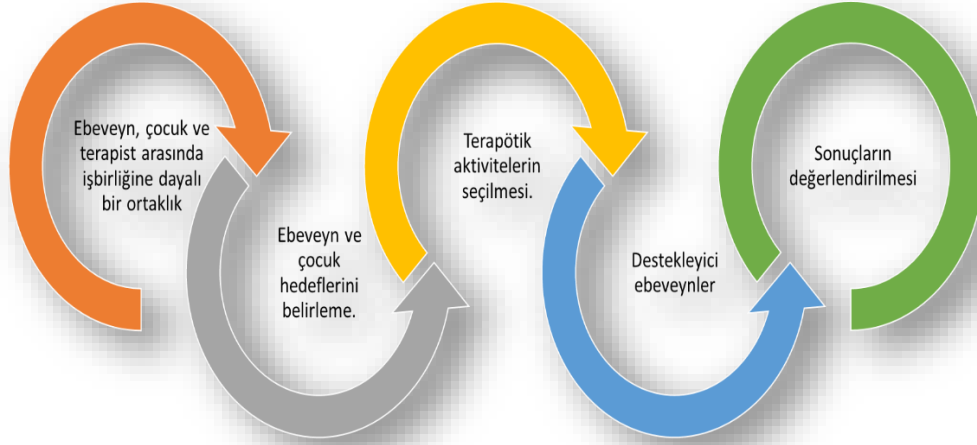 Ebeveyn, çocuk ve
terapist arasında
işbirliğine dayalı
bir ortaklık
Ebeveyn ve
çocuk
hedeflerini
belirleme.
Terapötik
aktivitelerin
seçilmesi.
Destekleyici
ebeveynler
Sonuçların
değerlendirilmesi